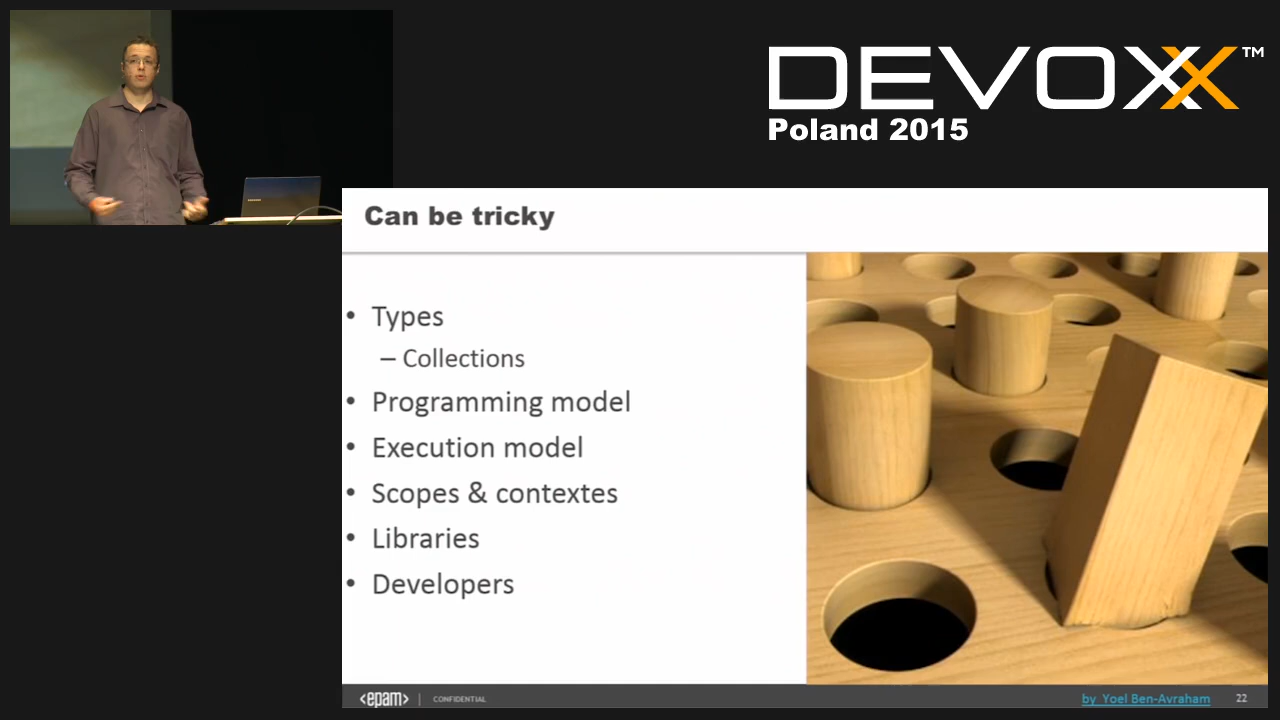 DEVOXX™
Poland 2015
Can be tricky
• Types
– Collections
• Programming model
• Execution model
• Scopes & contextes
• Libraries
• Developers
<epam> | CONFIDENTIAL
by Yoel Ben-Avraham
22